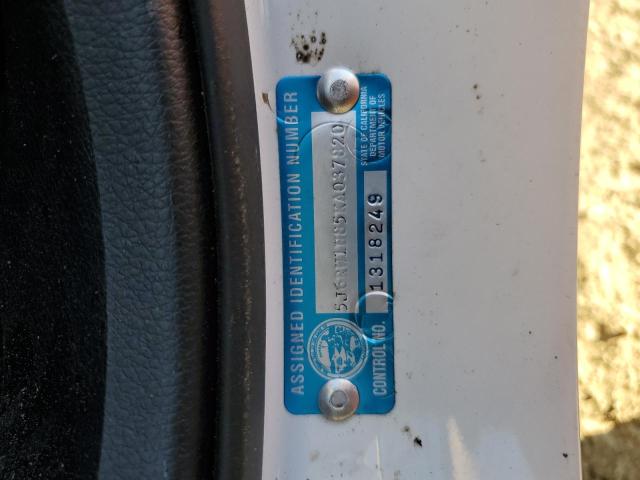 ASSIGNED IDENTIFICATION NUMBER
STATE OF CALIFORNIA
DEPARTMENT OF
MOTOR VEHICLES
CONTROL NO. 1318249